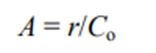 A = r/Cₒ